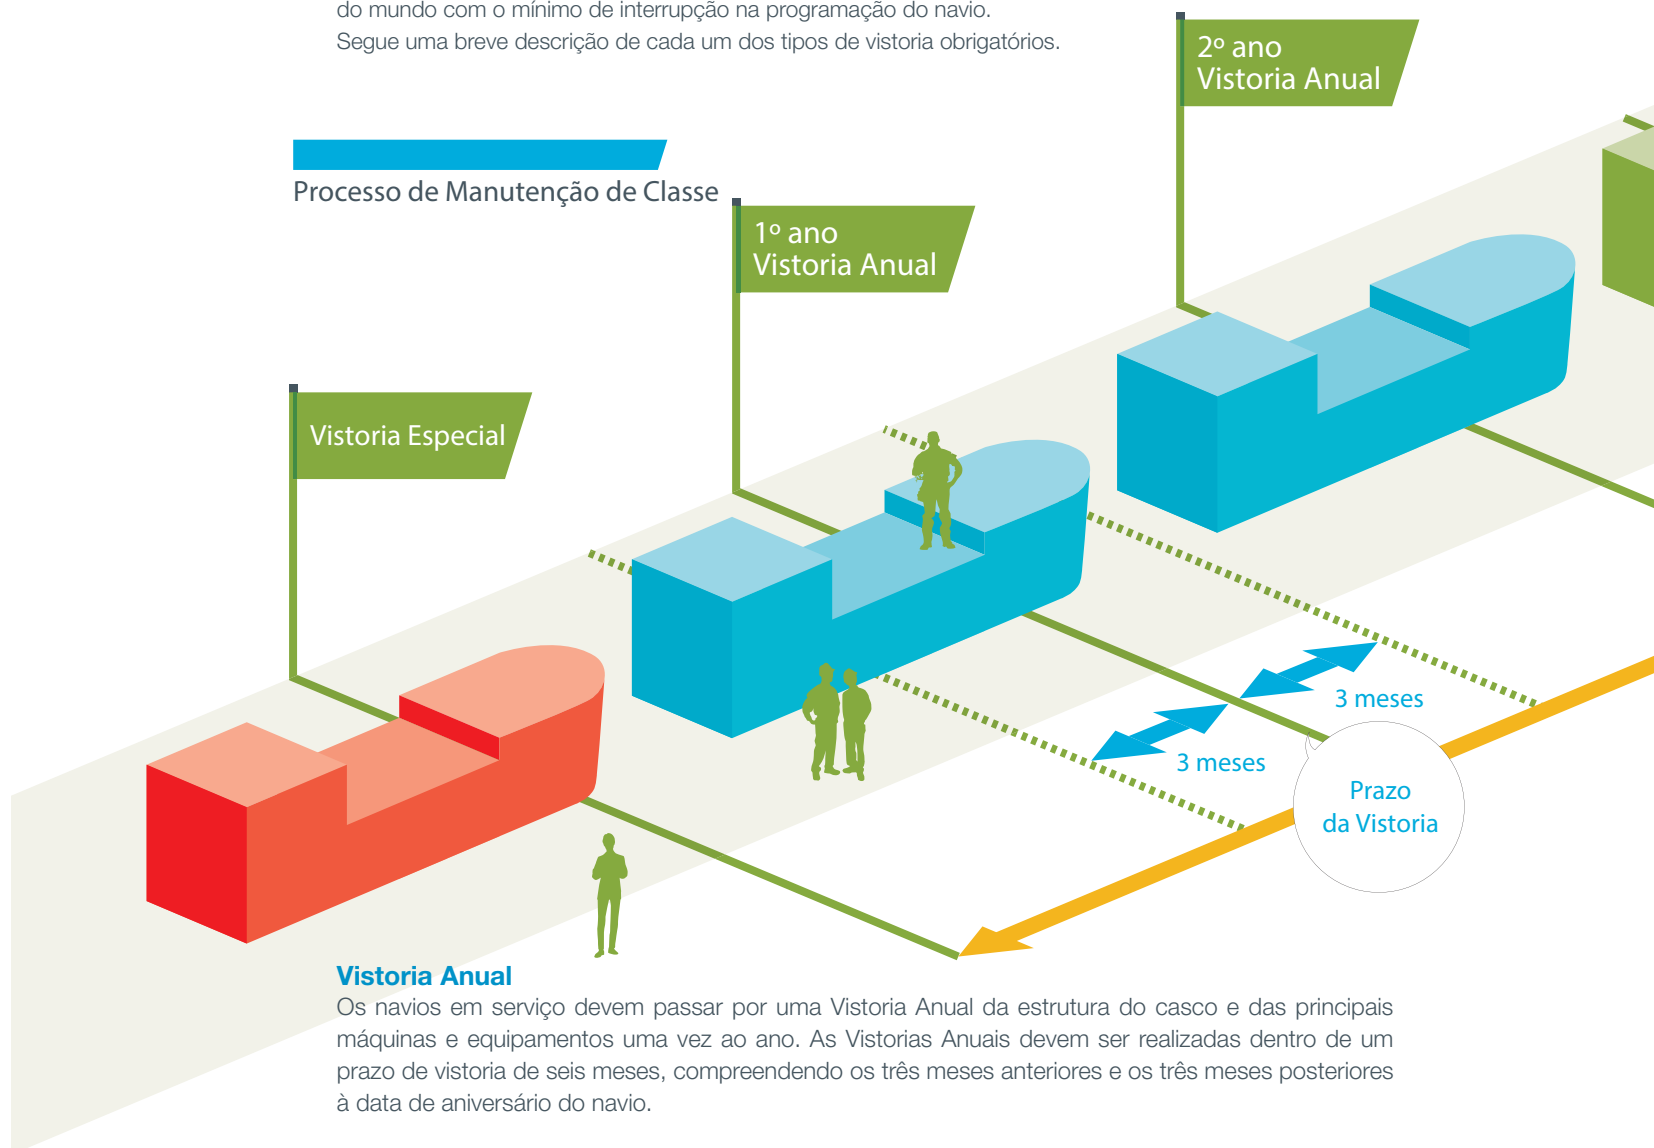 do mundo com o mínimo de interrupção na programação do navio.
Segue uma breve descrição de cada um dos tipos de vistoria obrigatórios.
2º ano
Vistoria Anual
Processo de Manutenção de Classe
1º ano
Vistoria Anual
Vistoria Especial
3 meses
3 meses
Prazo
da Vistoria
Vistoria Anual
Os navios em serviço devem passar por uma Vistoria Anual da estrutura do casco e das principais
máquinas e equipamentos uma vez ao ano. As Vistorias Anuais devem ser realizadas dentro de um
prazo de vistoria de seis meses, compreendendo os três meses anteriores e os três meses posteriores
à data de aniversário do navio.